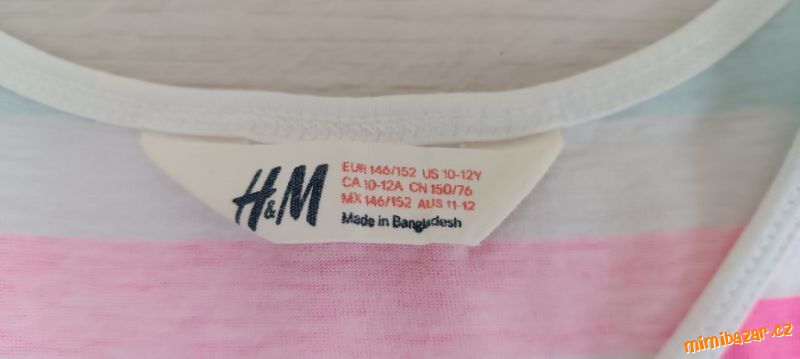 H&M
EUR 146/152 US 10-12Y
CA 10-12A CN 150/76
MX 146/152 AUS 11-12
Made in Bangladesh
mimibazar.cz